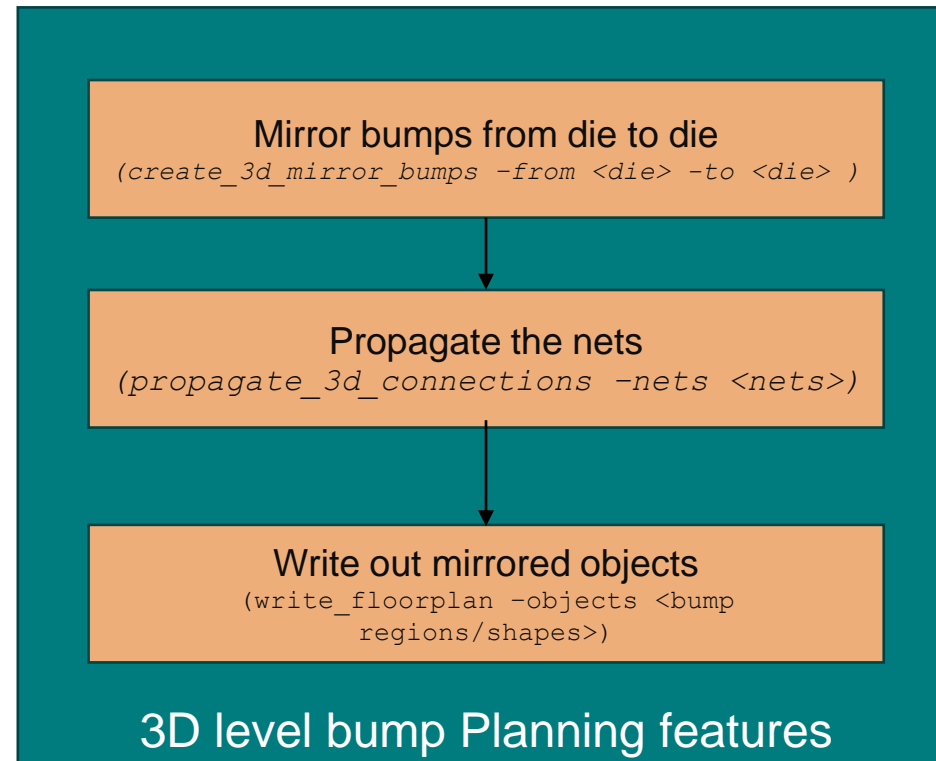 Mirror bumps from die to die
(create_3d_mirror_bumps –from <die> –to <die> )
Propagate the nets
(propagate_3d_connections –nets <nets>)
Write out mirrored objects
(write_floorplan –objects <bump
regions/shapes>)
3D level bump Planning features